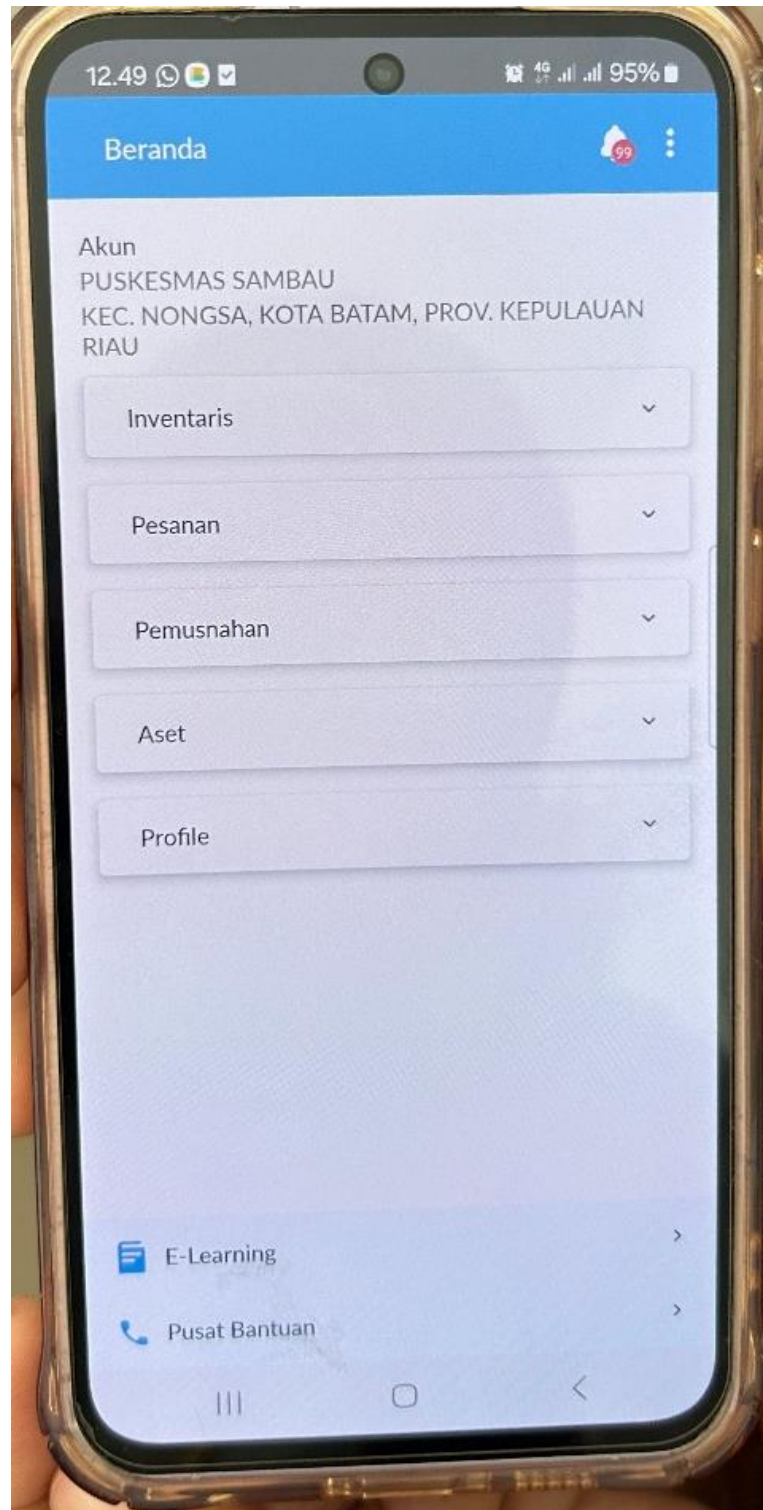 12.49 4G 95%
Beranda 99
Akun
PUSKESMAS SAMBAU
KEC. NONGSA, KOTA BATAM, PROV. KEPULAUAN
RIAU
Inventaris
Pesanan
Pemusnahan
Aset
Profile
E-Learning
Pusat Bantuan